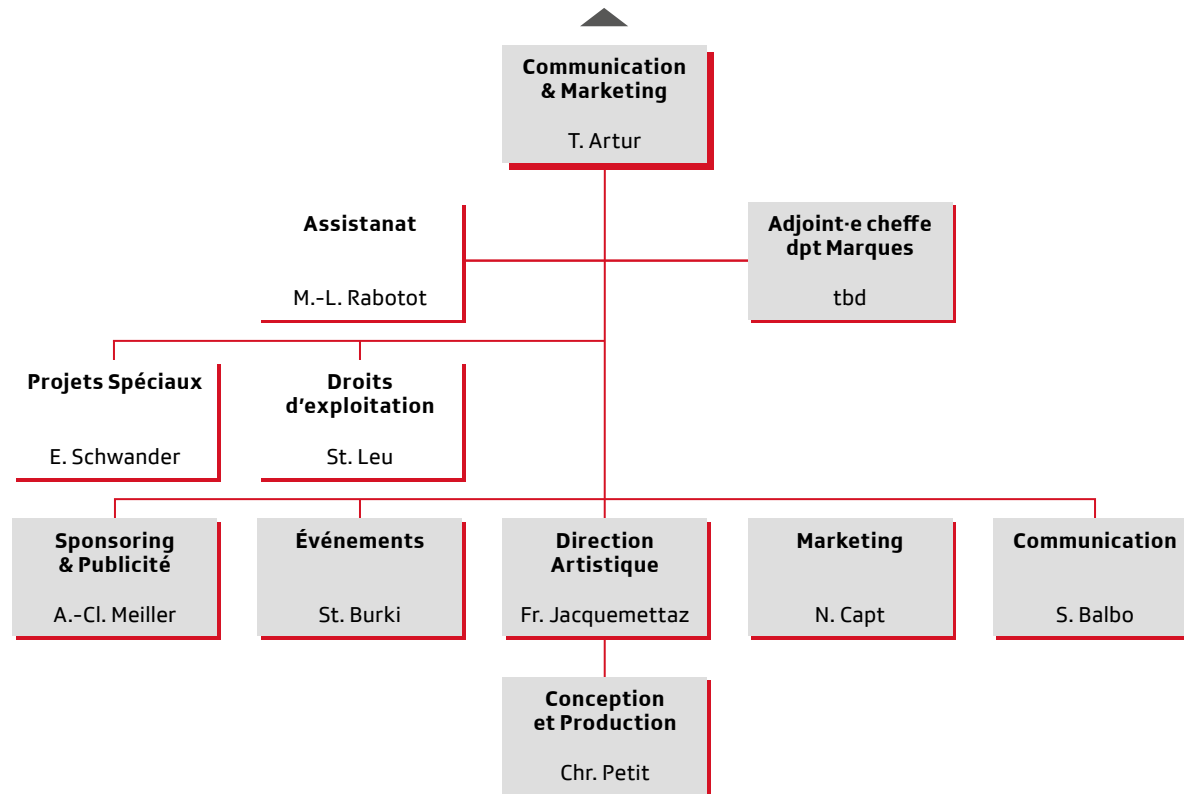 Communication
& Marketing
T. Artur
Assistanat
M.-L. Rabotot
Adjoint·e cheffe
dpt Marques
tbd
Projets Spéciaux
E. Schwander
Droits
d'exploitation
St. Leu
Sponsoring
& Publicité
A.-Cl. Meiller
Événements
St. Burki
Direction
Artistique
Fr. Jacquemettaz
Marketing
N. Capt
Communication
S. Balbo
Conception
et Production
Chr. Petit